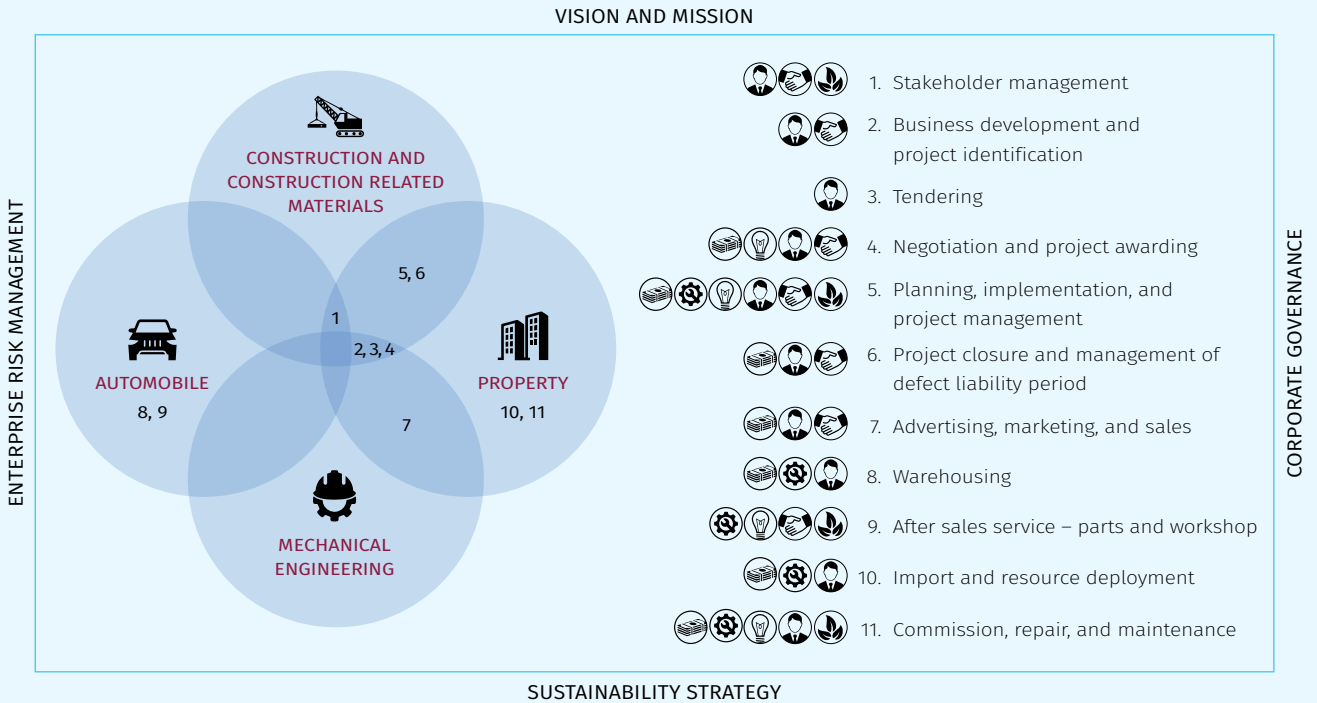 VISION AND MISSION
ENTERPRISE RISK MANAGEMENT
CONSTRUCTION AND
CONSTRUCTION RELATED
MATERIALS
5, 6
1
2, 3, 4
AUTOMOBILE
8, 9
PROPERTY
10, 11
7
MECHANICAL
ENGINEERING
1. Stakeholder management
2. Business development and
project identification
3. Tendering
4. Negotiation and project awarding
5. Planning, implementation, and
project management
6. Project closure and management of
defect liability period
7. Advertising, marketing, and sales
8. Warehousing
9. After sales service – parts and workshop
10. Import and resource deployment
11. Commission, repair, and maintenance
CORPORATE GOVERNANCE
SUSTAINABILITY STRATEGY